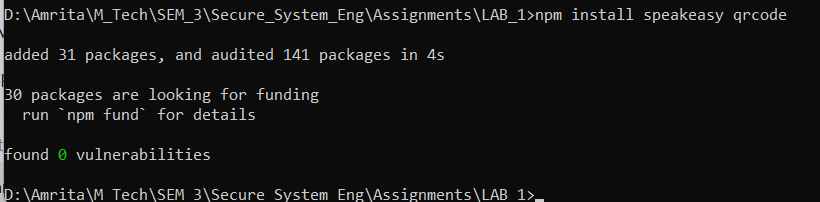 D:\Amrita\M_Tech\SEM_3\Secure_System_Eng\Assignments\LAB_1>npm install speakeasy qrcode
added 31 packages, and audited 141 packages in 4s
30 packages are looking for funding
  run `npm fund` for details
found 0 vulnerabilities
D:\Amrita\M_Tech\SEM_3\Secure_System_Eng\Assignments\LAB_1>